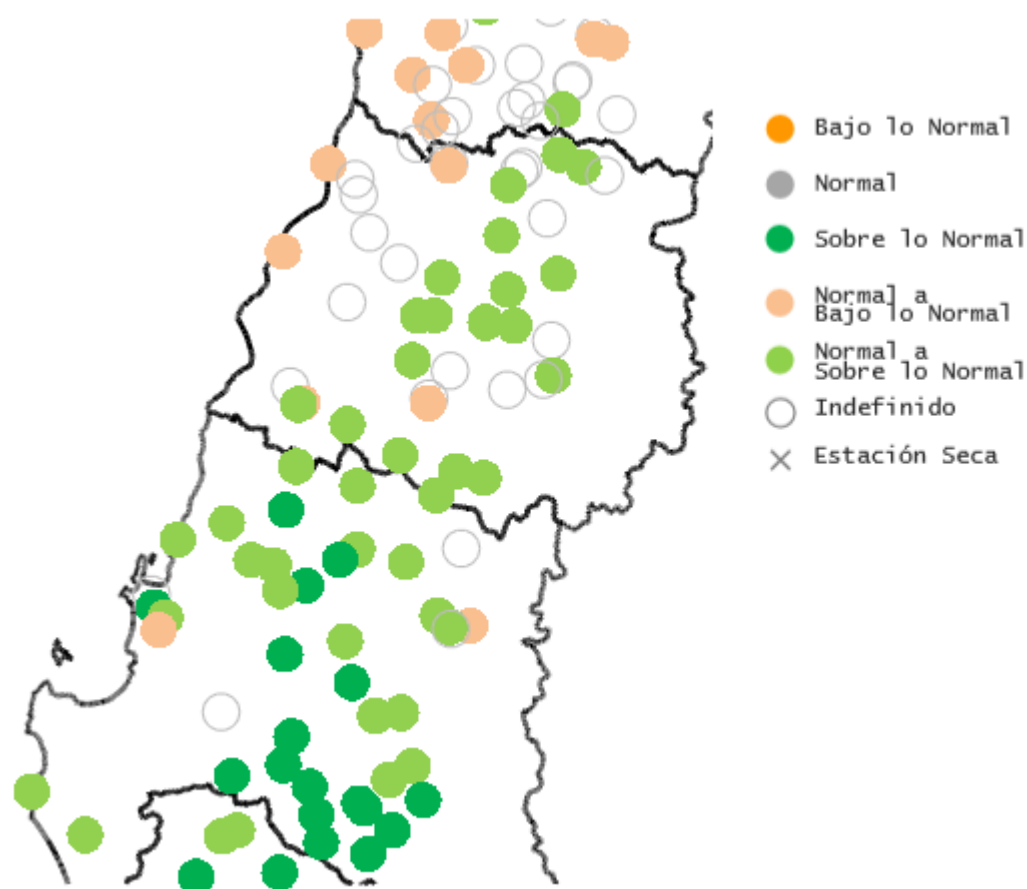 Bajo lo Normal
Normal
Sobre lo Normal
Normal a
Bajo lo Normal
Normal a
Sobre lo Normal
Indefinido
Estación Seca